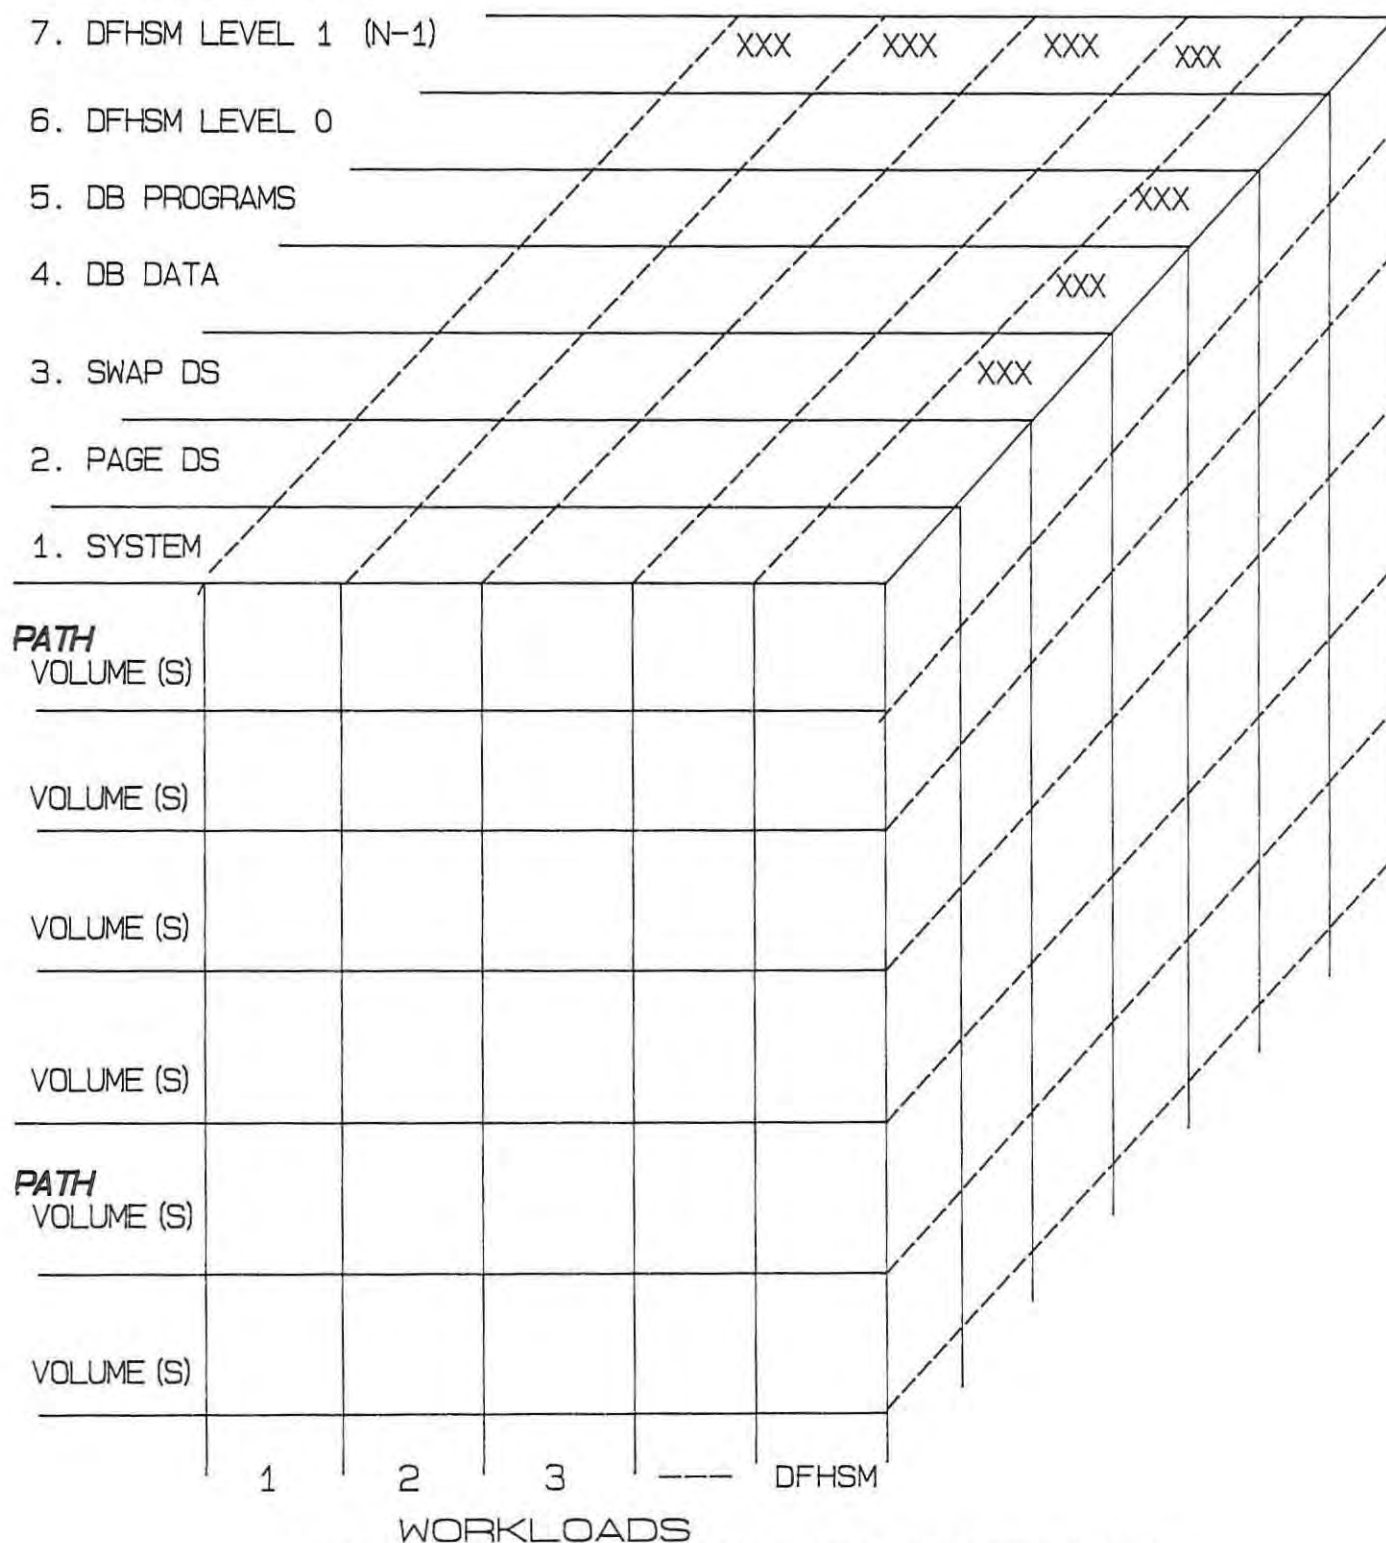 7. DFHSM LEVEL 1 (N-1)
XXX XXX XXX XXX
6. DFHSM LEVEL 0
5. DB PROGRAMS
XXX
4. DB DATA
XXX
3. SWAP DS
XXX
2. PAGE DS
1. SYSTEM
PATH
VOLUME (S)
VOLUME (S)
VOLUME (S)
VOLUME (S)
PATH
VOLUME (S)
VOLUME (S)
1 2 3 --- DFHSM
WORKLOADS